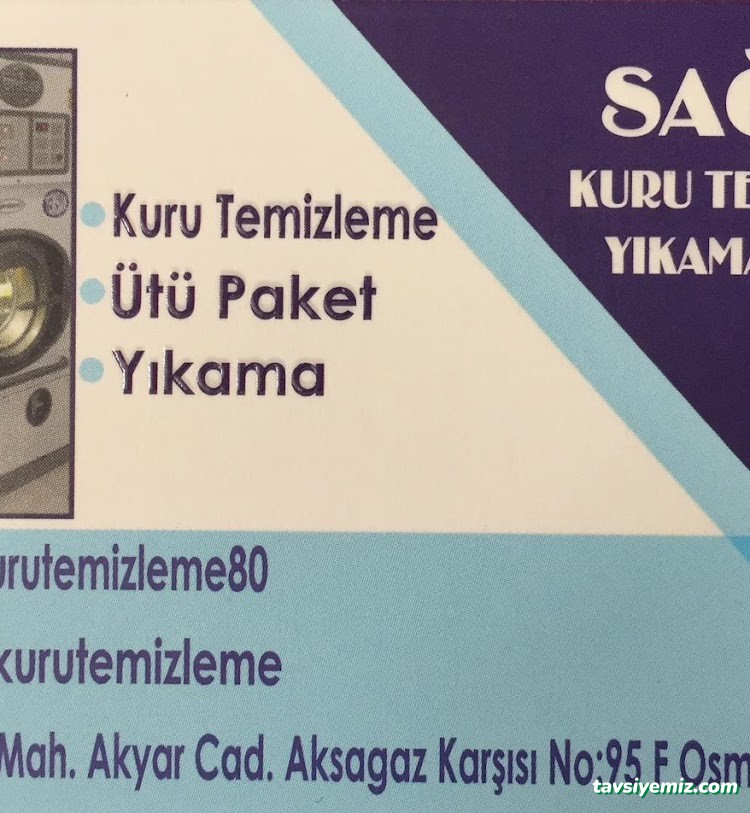 SAĞ
KURU TE
YIKAMA
Kuru Temizleme
Ütü Paket
Yıkama
urutemizleme80
kurutemizleme
Mah. Akyar Cad. Aksagaz Karşısı No:95 F Osm
tavsiyemiz.com